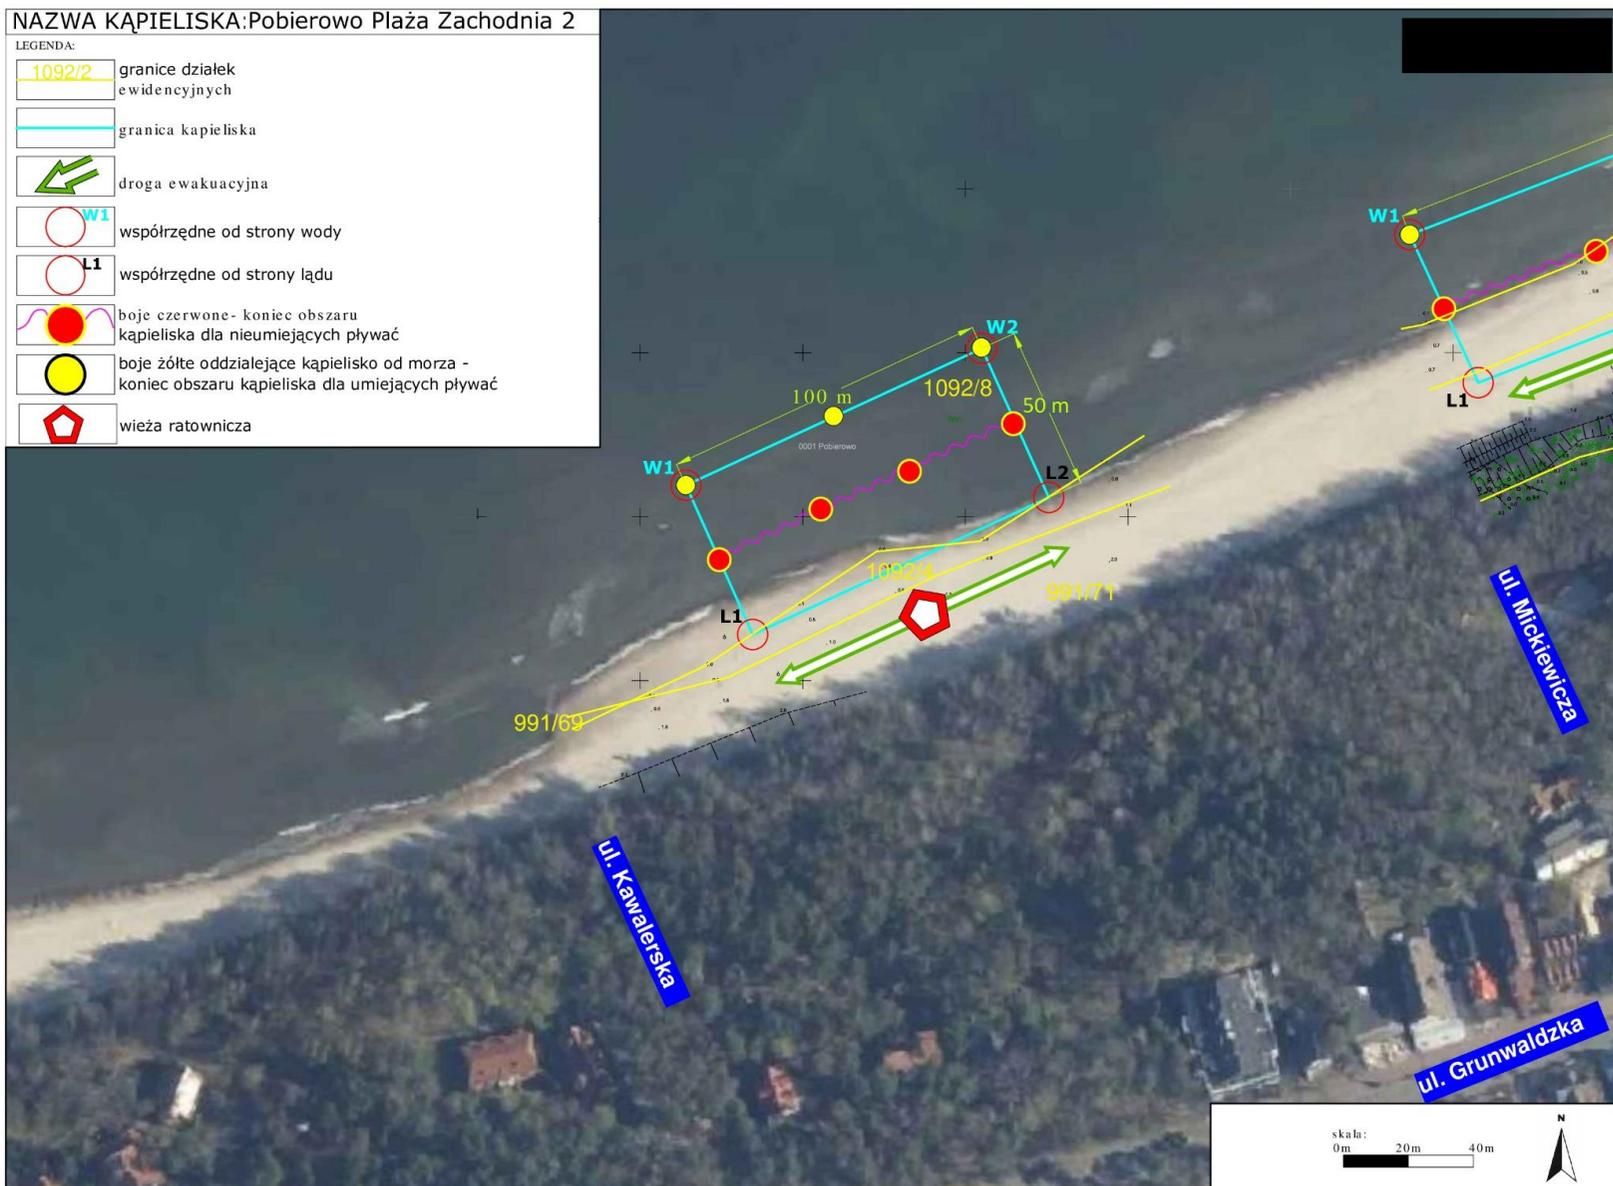 NAZWA KĄPIELISKA:Pobierowo Plaża Zachodnia 2
LEGENDA:
1092/2
granice działek
ewidencyjnych
granica kapieliska
droga ewakuacyjna
W1
współrzędne od strony wody
L1
współrzędne od strony lądu
boje czerwone- koniec obszaru
kąpieliska dla nieumiejących pływać
boje żółte oddzialejące kąpielisko od morza -
koniec obszaru kąpieliska dla umiejących pływać
wieża ratownicza
W1
W2
100 m
1092/8
50 m
0001 Pobierowo
W1
L2
L1
1092/4
991/71
L1
991/69
ul. Mickiewicza
ul. Kawalerska
ul. Grunwaldzka
skala:
0m 20m 40m
N